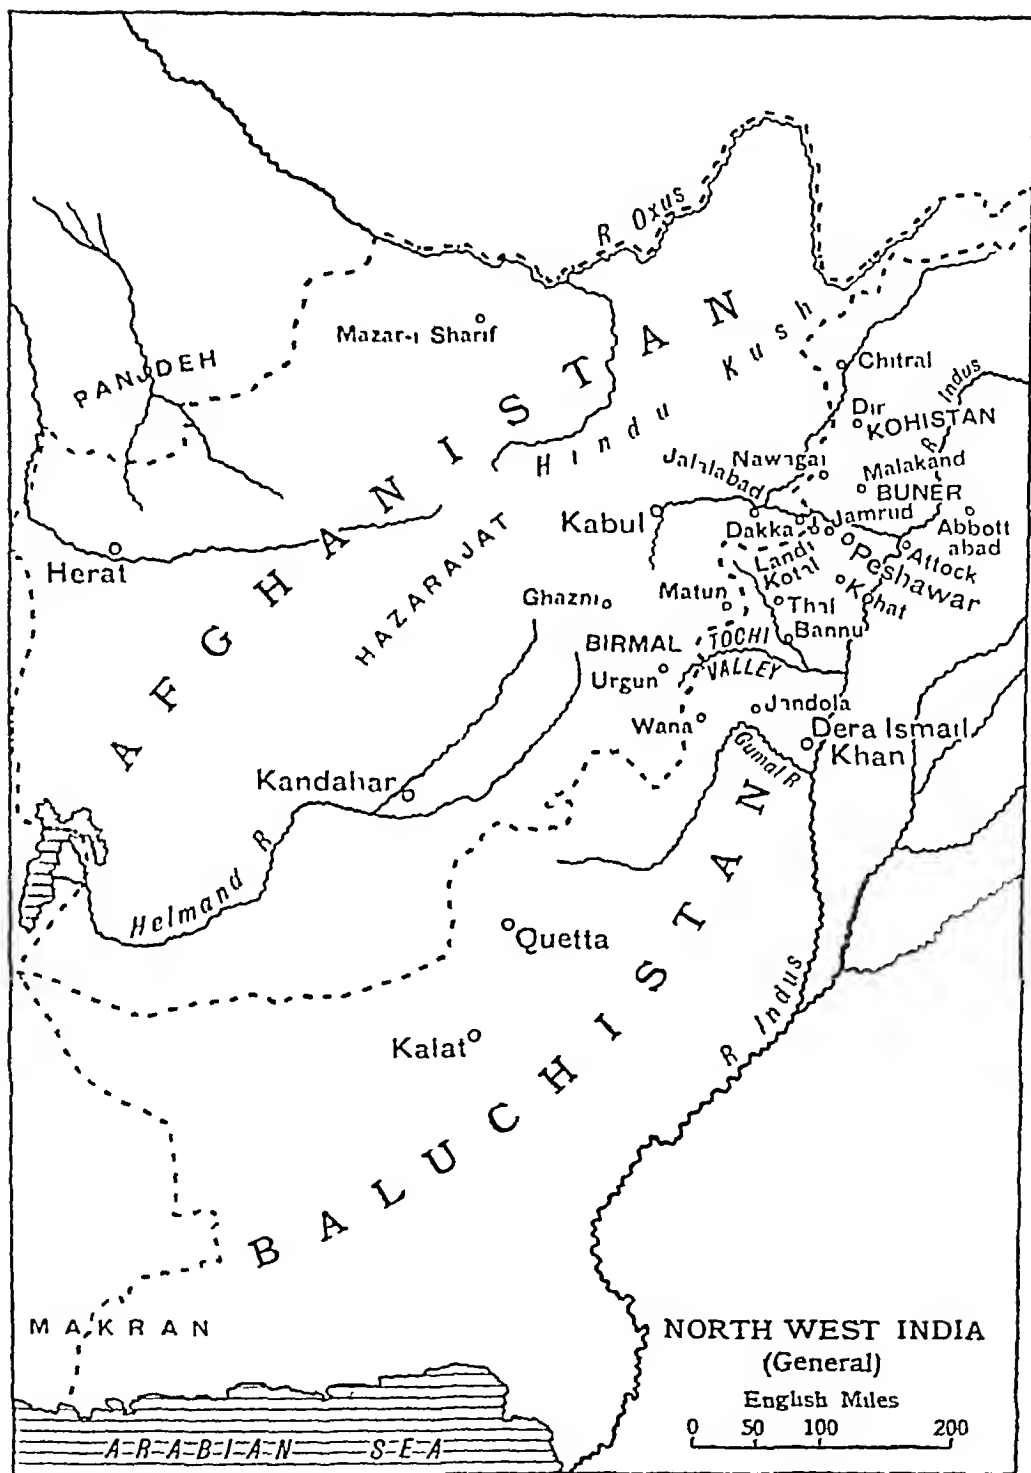 R Oxus
Mazar-i Sharif
PANJDEH
AFGHANISTAN
Hindu Kush
Chitral
R Indus
Dir
KOHISTAN
Nawagai
Malakand
Jalalabad
BUNER
Kabul
Dakka
Jamrud
Abbott
abad
Landi
Kotal
Peshawar
Attock
Herat
HAZARAJAT
Ghazni
Matun
Thal
Kohat
BIRMAL
TOCHI
VALLEY
Bannu
Urgun
Wana
Jandola
Dera Ismail
Khan
Gumal R
Kandahar
Helmand R
Quetta
BALUCHISTAN
R Indus
Kalat
MAKRAN
NORTH WEST INDIA
(General)
English Miles
0 50 100 200
ARABIAN SEA